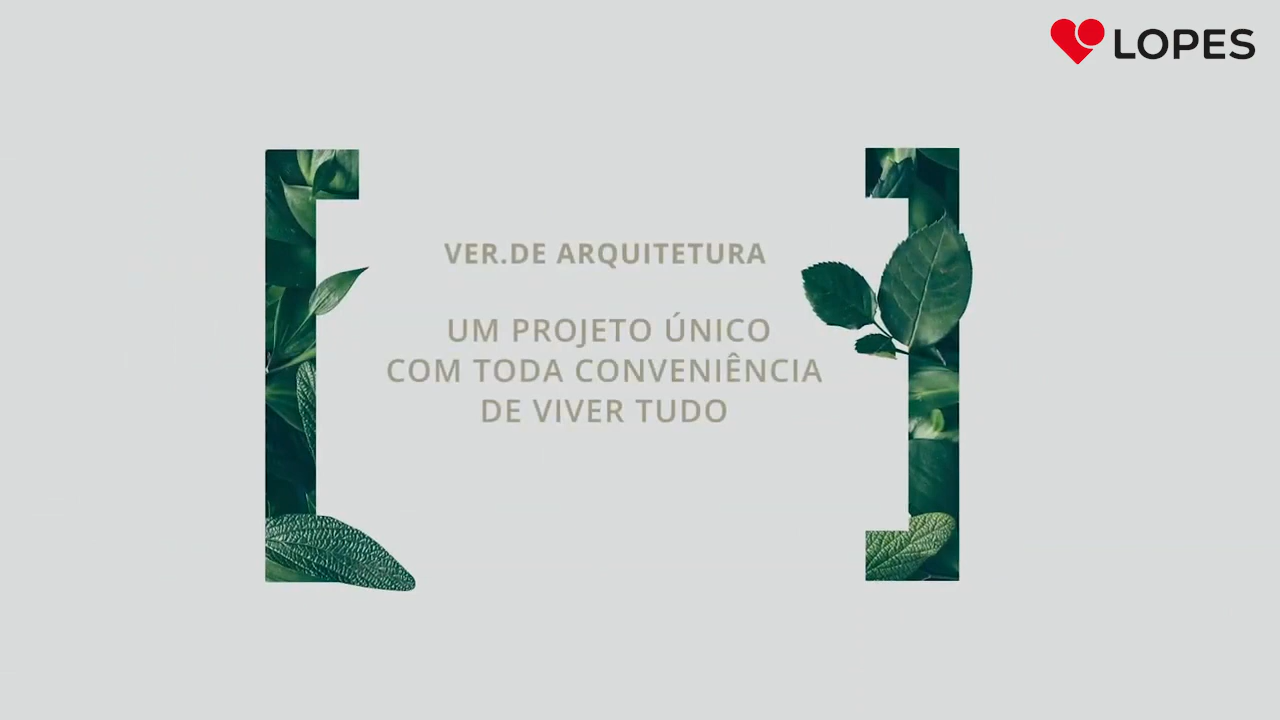 LOPES
VER.DE ARQUITETURA
UM PROJETO ÚNICO
COM TODA CONVENIÊNCIA
DE VIVER TUDO